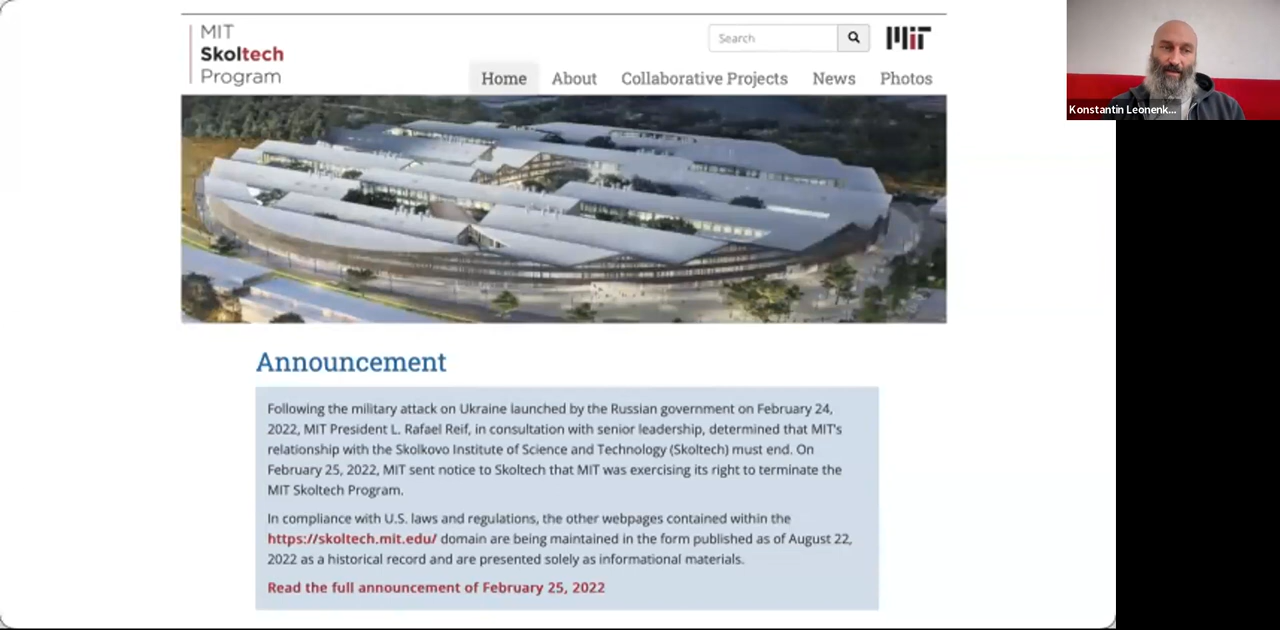 MIT
Skoltech
Program
Search
MIT
Home About Collaborative Projects News Photos
Konstantin Leonenk...
Announcement
Following the military attack on Ukraine launched by the Russian government on February 24,
2022, MIT President L. Rafael Reif, in consultation with senior leadership, determined that MIT's
relationship with the Skolkovo Institute of Science and Technology (Skoltech) must end. On
February 25, 2022, MIT sent notice to Skoltech that MIT was exercising its right to terminate the
MIT Skoltech Program.
In compliance with U.S. laws and regulations, the other webpages contained within the
https://skoltech.mit.edu/ domain are being maintained in the form published as of August 22,
2022 as a historical record and are presented solely as informational materials.
Read the full announcement of February 25, 2022